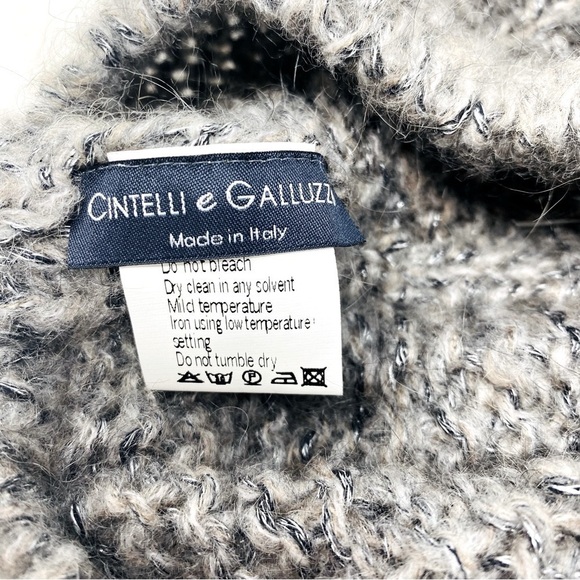 CINTELLI e GALLUZZI
Made in Italy
Do not bleach
Dry clean in any solvent
Mild temperature
Iron using low temperature
setting
Do not tumble dry
P